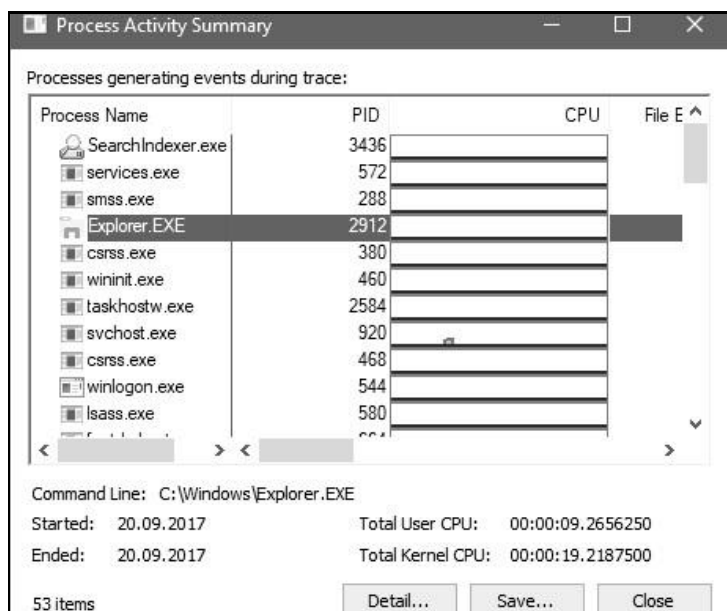 Process Activity Summary
Processes generating events during trace:
Process Name PID CPU File E
SearchIndexer.exe 3436
services.exe 572
smss.exe 288
Explorer.EXE 2912
csrss.exe 380
wininit.exe 460
taskhostw.exe 2584
svchost.exe 920
csrss.exe 468
winlogon.exe 544
lsass.exe 580
Command Line: C:\Windows\Explorer.EXE
Started: 20.09.2017 Total User CPU: 00:00:09.2656250
Ended: 20.09.2017 Total Kernel CPU: 00:00:19.2187500
53 items Detail... Save... Close